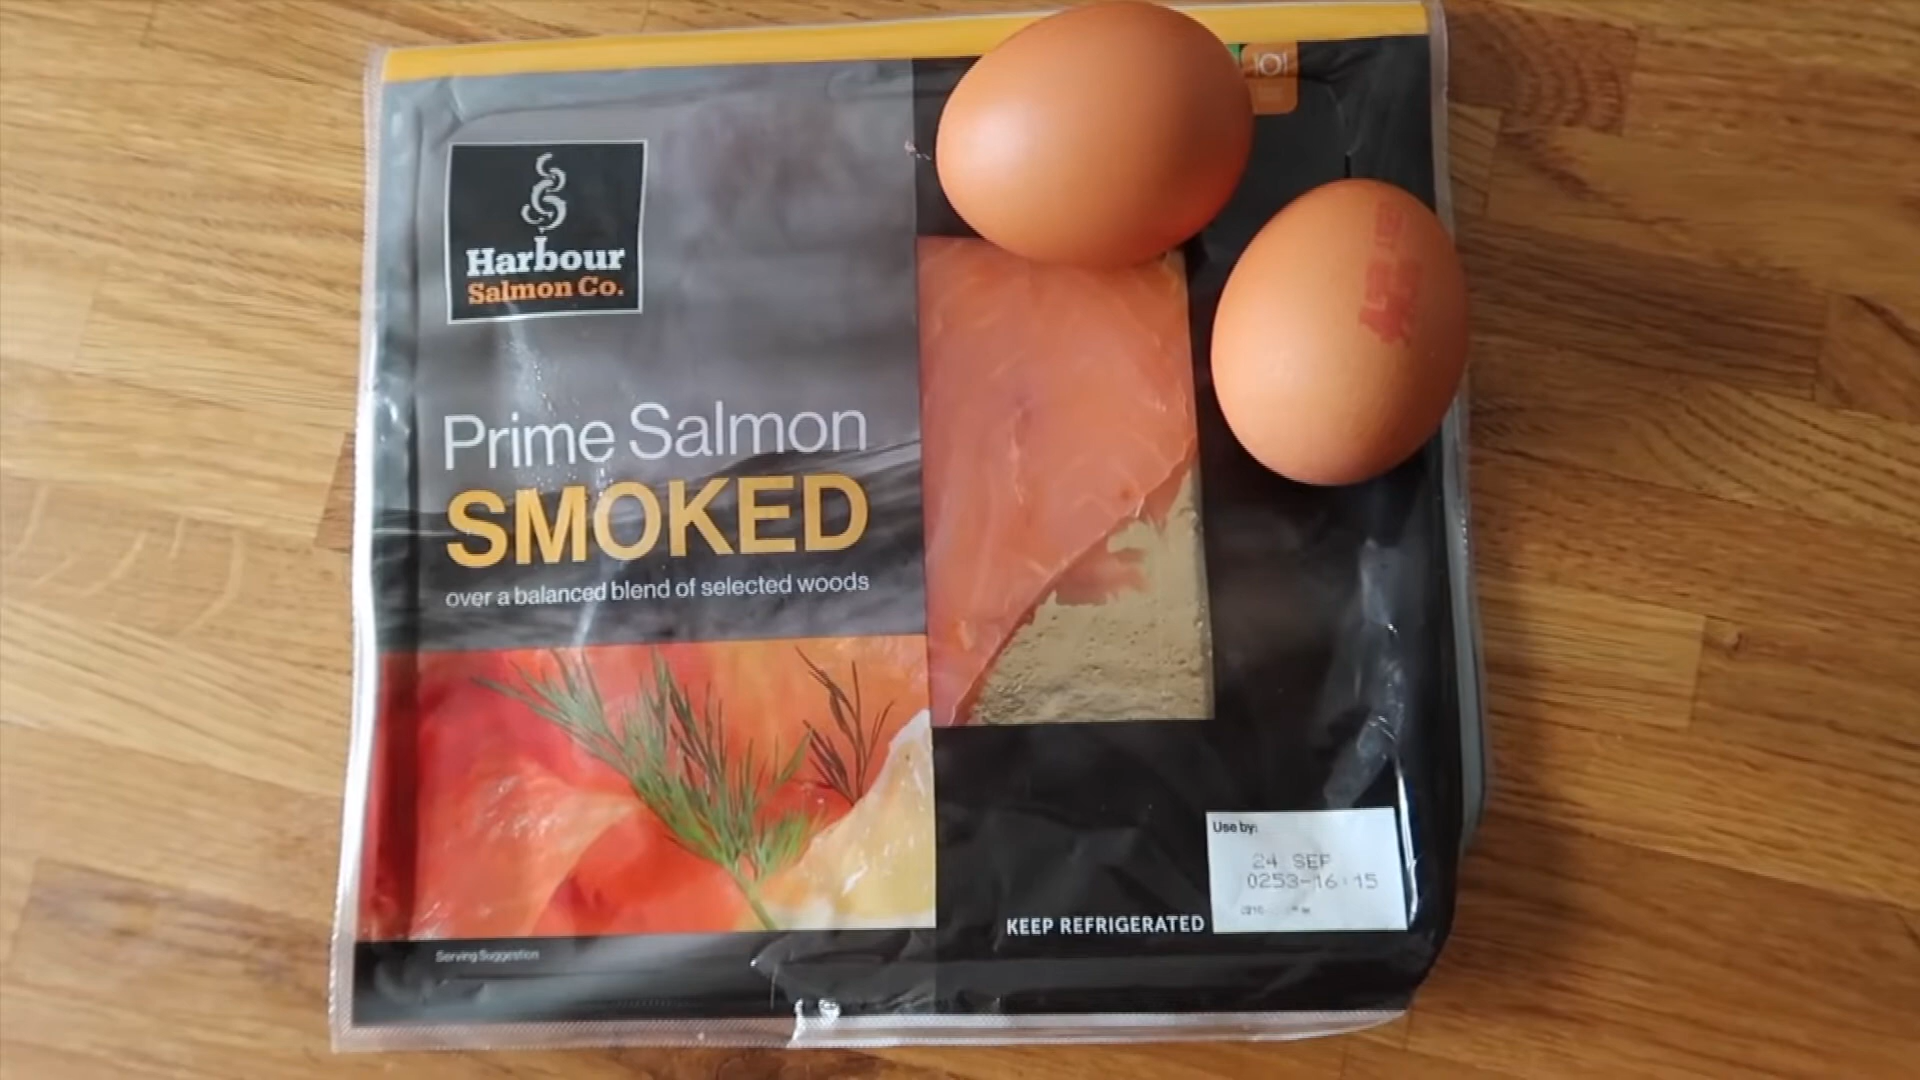 Harbour
Salmon Co.
Prime Salmon
SMOKED
over a balanced blend of selected woods
Use by:
24 SEP
0253-16:15
KEEP REFRIGERATED
Serving Suggestion